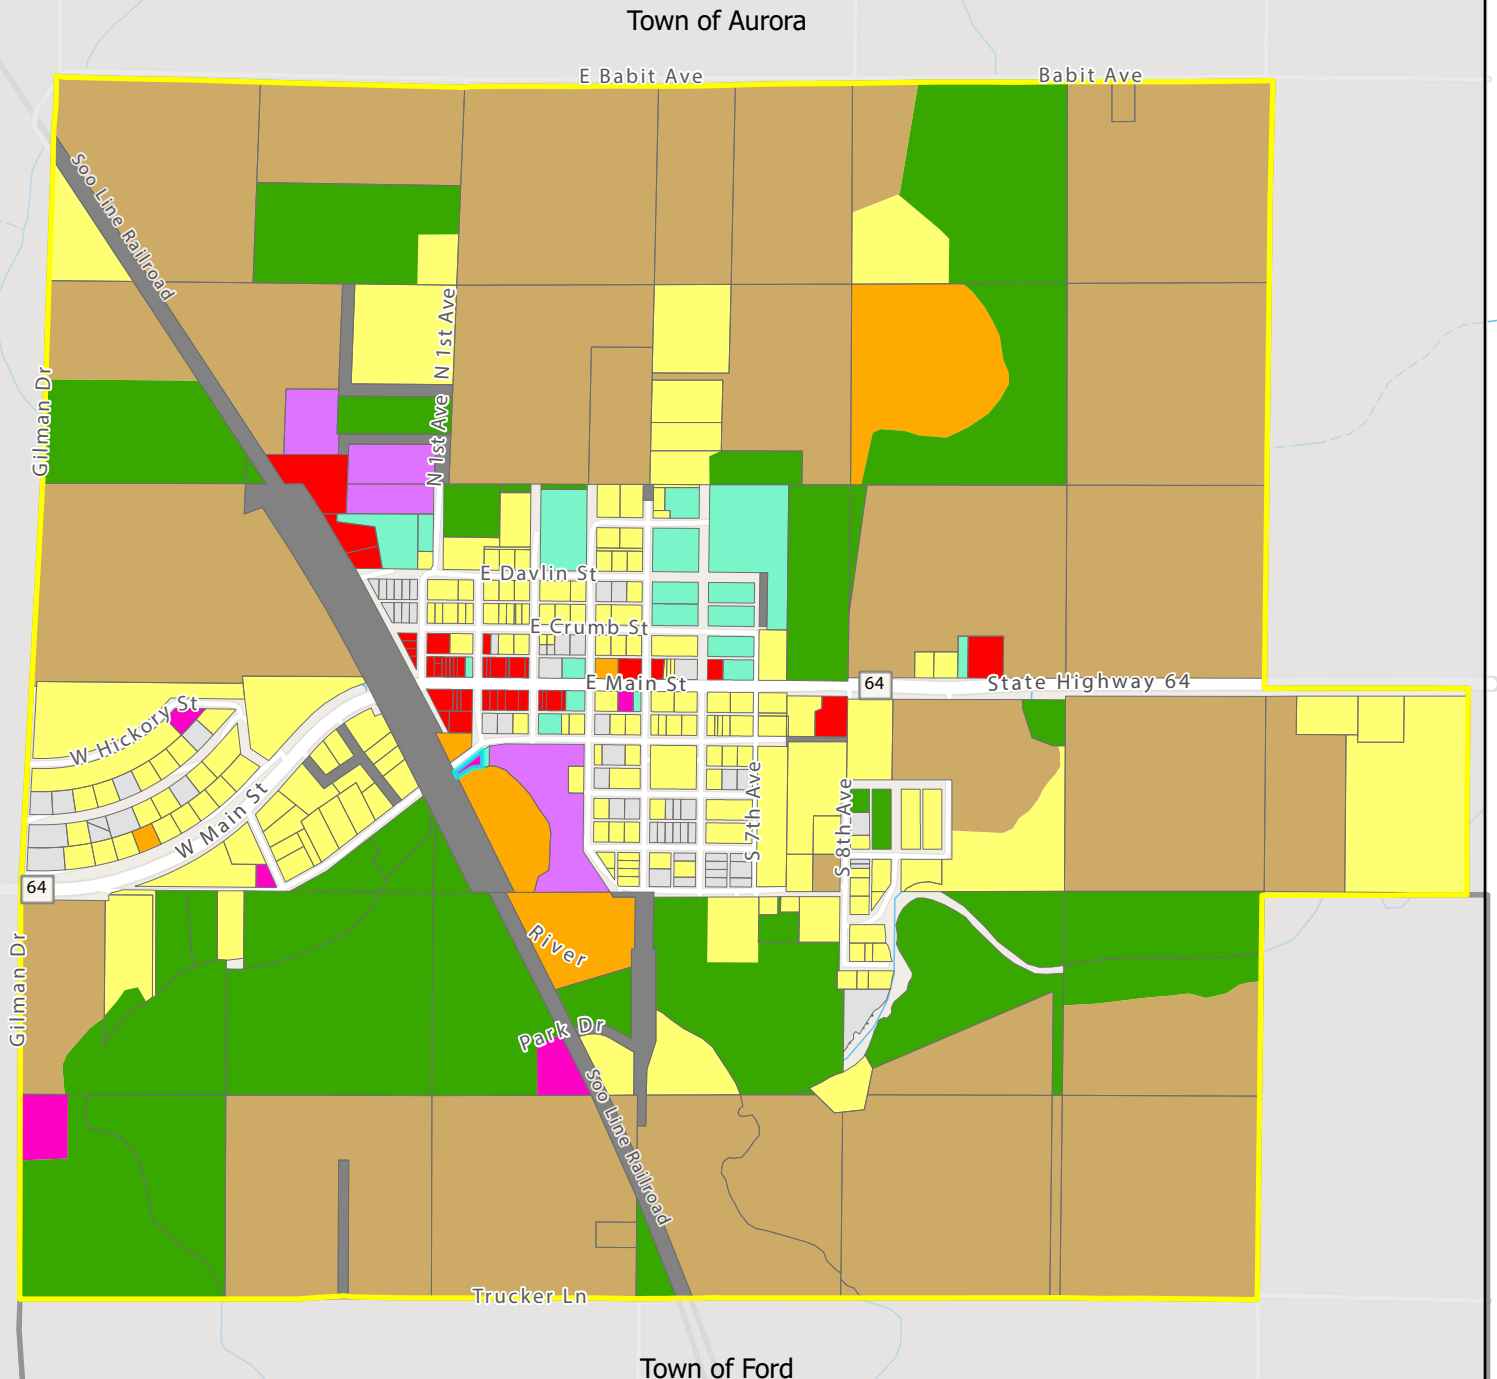 Town of Aurora
E Babit Ave
Babit Ave
Soo Line Railroad
N 1st Ave
Gilman Dr
N 1st Ave
E Davlin St
E Crumb St
E Main St
64
State Highway 64
W Hickory St
W Main St
S 7th Ave
S 8th Ave
64
River
Gilman Dr
Park Dr
Soo Line Railroad
Trucker Ln
Town of Ford